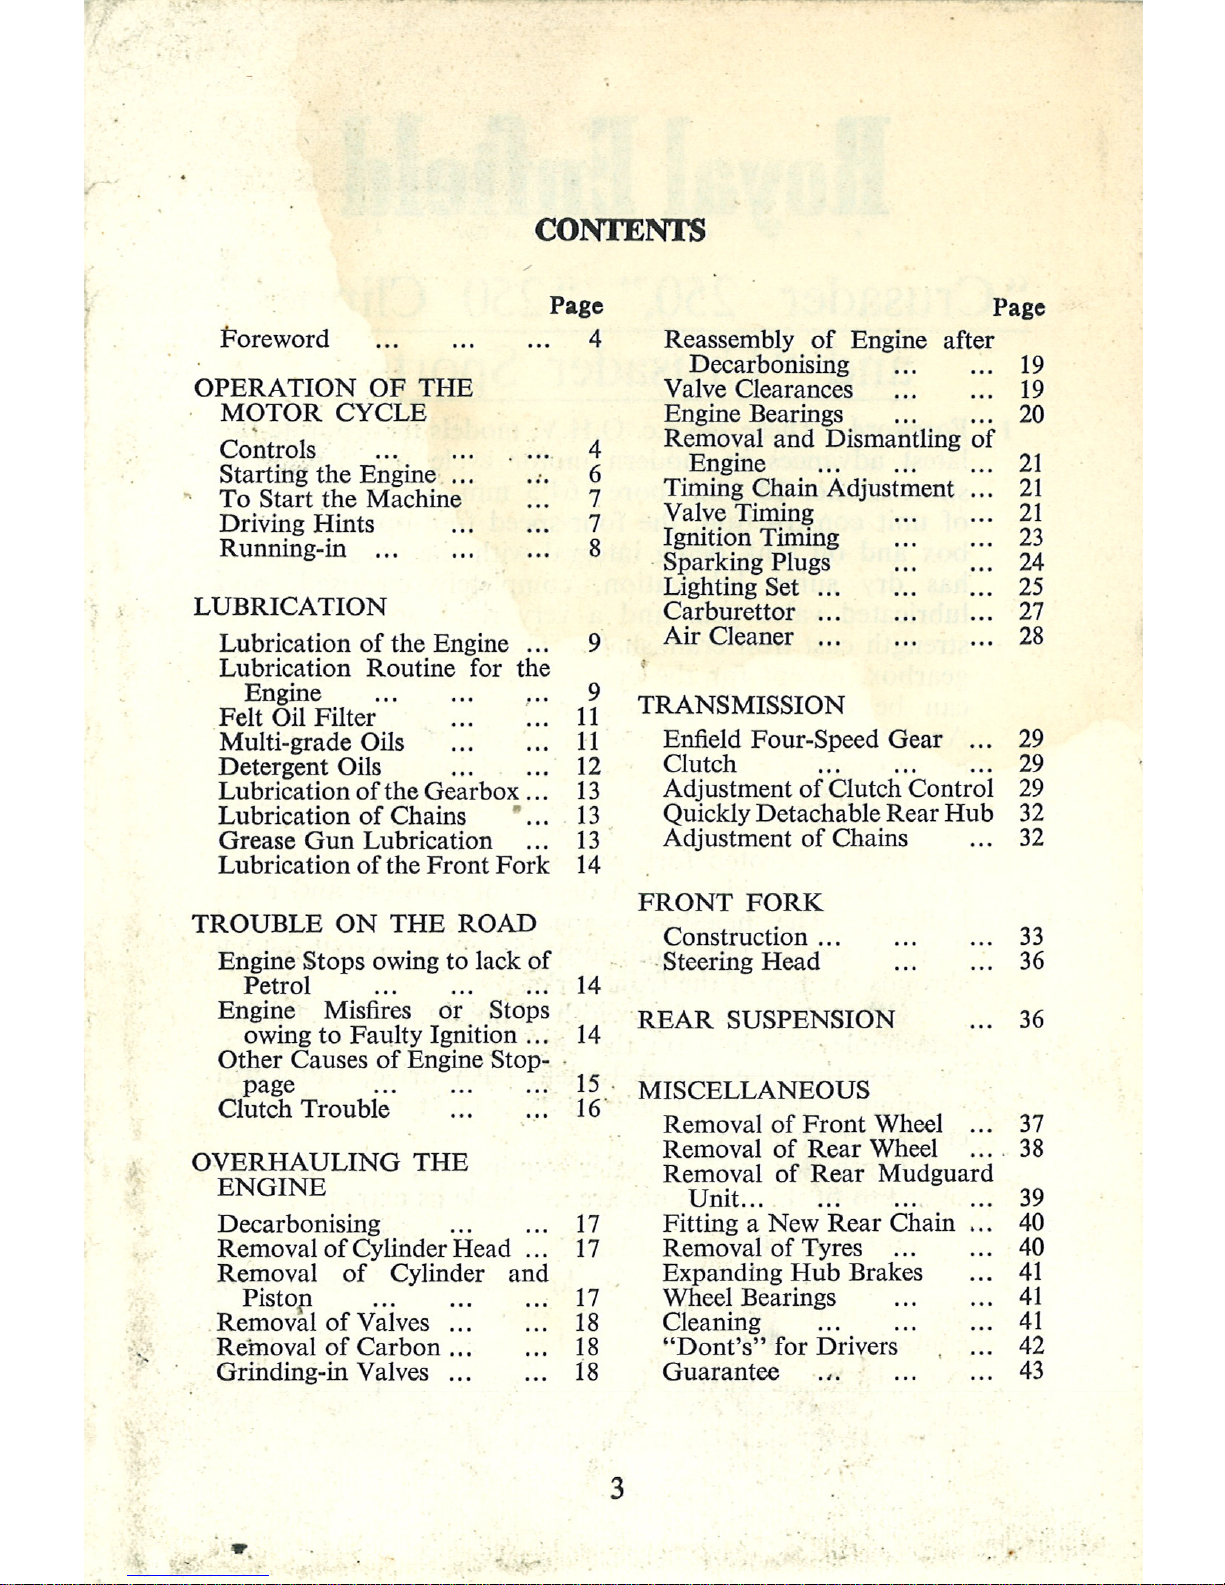 CONTENTS
Page
Foreword ... ... ... 4
OPERATION OF THE
MOTOR CYCLE
Controls ... ... ... 4
Starting the Engine ... ... 6
To Start the Machine ... 7
Driving Hints ... ... 7
Running-in ... ... ... 8
LUBRICATION
Lubrication of the Engine ... 9
Lubrication Routine for the
Engine ... ... ... 9
Felt Oil Filter ... ... 11
Multi-grade Oils ... ... 11
Detergent Oils ... ... 12
Lubrication of the Gearbox ... 13
Lubrication of Chains ... 13
Grease Gun Lubrication ... 13
Lubrication of the Front Fork 14
TROUBLE ON THE ROAD
Engine Stops owing to lack of
Petrol ... ... ... 14
Engine Misfires or Stops
owing to Faulty Ignition ... 14
Other Causes of Engine Stop-
page ... ... ... 15
Clutch Trouble ... ... 16
OVERHAULING THE
ENGINE
Decarbonising ... ... 17
Removal of Cylinder Head ... 17
Removal of Cylinder and
Piston ... ... ... 17
Removal of Valves ... ... 18
Removal of Carbon ... ... 18
Grinding-in Valves ... ... 18
Page
Reassembly of Engine after
Decarbonising ... ... 19
Valve Clearances ... ... 19
Engine Bearings ... ... 20
Removal and Dismantling of
Engine ... ... ... 21
Timing Chain Adjustment ... 21
Valve Timing ... ... 21
Ignition Timing ... ... 23
Sparking Plugs ... ... 24
Lighting Set ... ... ... 25
Carburettor ... ... ... 27
Air Cleaner ... ... ... 28
TRANSMISSION
Enfield Four-Speed Gear ... 29
Clutch ... ... ... 29
Adjustment of Clutch Control 29
Quickly Detachable Rear Hub 32
Adjustment of Chains ... 32
FRONT FORK
Construction ... ... ... 33
Steering Head ... ... 36
REAR SUSPENSION ... 36
MISCELLANEOUS
Removal of Front Wheel ... 37
Removal of Rear Wheel ... 38
Removal of Rear Mudguard
Unit... ... ... ... 39
Fitting a New Rear Chain ... 40
Removal of Tyres ... ... 40
Expanding Hub Brakes ... 41
Wheel Bearings ... ... 41
Cleaning ... ... ... 41
"Dont's" for Drivers ... 42
Guarantee ... ... ... 43
3